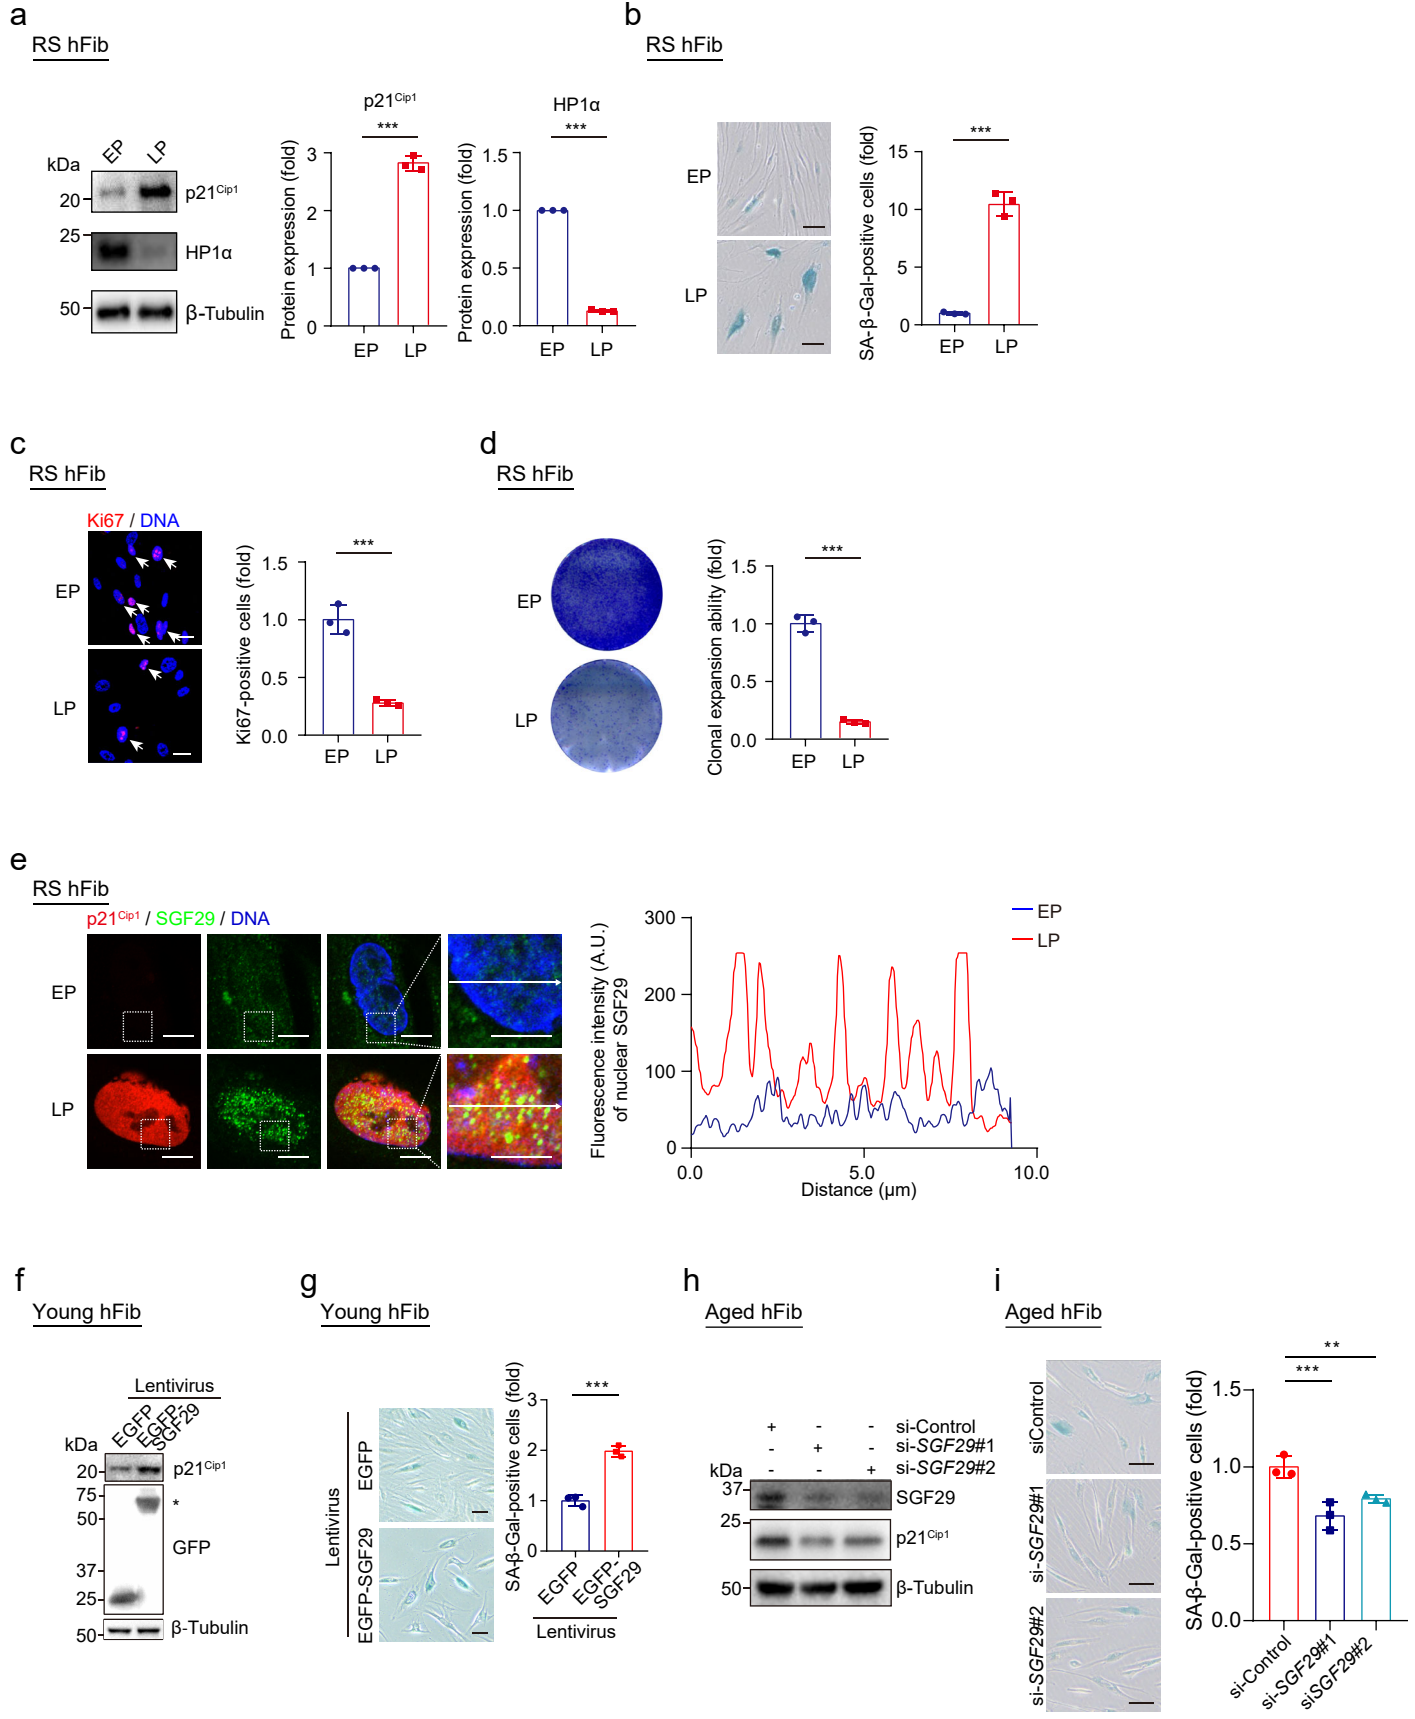 a
RS hFib
kDa
EP
LP
20
p21Cip1
25
HP1α
50
β-Tubulin
p21Cip1
***
Protein expression (fold)
3
2
1
0
EP
LP
HP1α
***
Protein expression (fold)
1.5
1.0
0.5
0.0
EP
LP
b
RS hFib
EP
LP
***
SA-β-Gal-positive cells (fold)
15
10
5
0
EP
LP
c
RS hFib
Ki67 / DNA
EP
LP
***
Ki67-positive cells (fold)
1.5
1.0
0.5
0.0
EP
LP
d
RS hFib
EP
LP
***
Clonal expansion ability (fold)
1.5
1.0
0.5
0.0
EP
LP
e
RS hFib
p21Cip1 / SGF29 / DNA
EP
LP
Fluorescence intensity (A.U.)
of nuclear SGF29
300
200
100
0
0.0
5.0
10.0
Distance (μm)
EP
LP
f
Young hFib
Lentivirus
EGFP
EGFP-
SGF29
kDa
20
p21Cip1
75
*
50
GFP
37
25
50
β-Tubulin
g
Young hFib
Lentivirus
EGFP
EGFP-SGF29
***
SA-β-Gal-positive cells (fold)
3
2
1
0
EGFP
EGFP-
SGF29
Lentivirus
h
Aged hFib
+ - - si-Control
- + - si-SGF29#1
- - + si-SGF29#2
kDa
37
SGF29
25
p21Cip1
50
β-Tubulin
i
Aged hFib
siControl
si-SGF29#1
si-SGF29#2
**
***
SA-β-Gal-positive cells (fold)
1.5
1.0
0.5
0.0
si-Control
si-SGF29#1
siSGF29#2